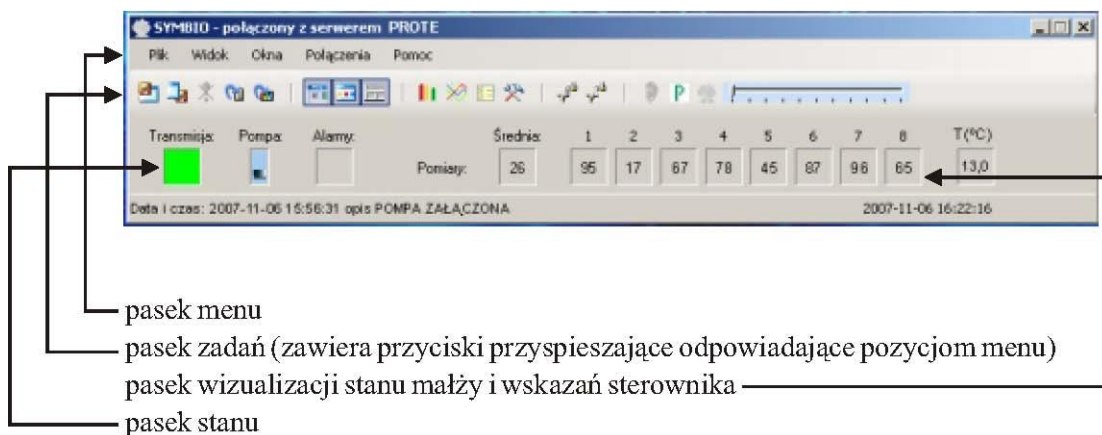 SYMBIO - połączony z serwerem PROTE
Plik Widok Okna Połączenia Pomoc
P
Transmisja: Pompa: Alarmy: Średnia: 1 2 3 4 5 6 7 8 T(ºC)
Pomiary: 26 95 17 67 78 45 87 96 65 13,0
Data i czas: 2007-11-06 15:56:31 opis POMPA ZAŁĄCZONA 2007-11-06 16:22:16
pasek menu
pasek zadań (zawiera przyciski przyspieszające odpowiadające pozycjom menu)
pasek wizualizacji stanu małży i wskazań sterownika
pasek stanu